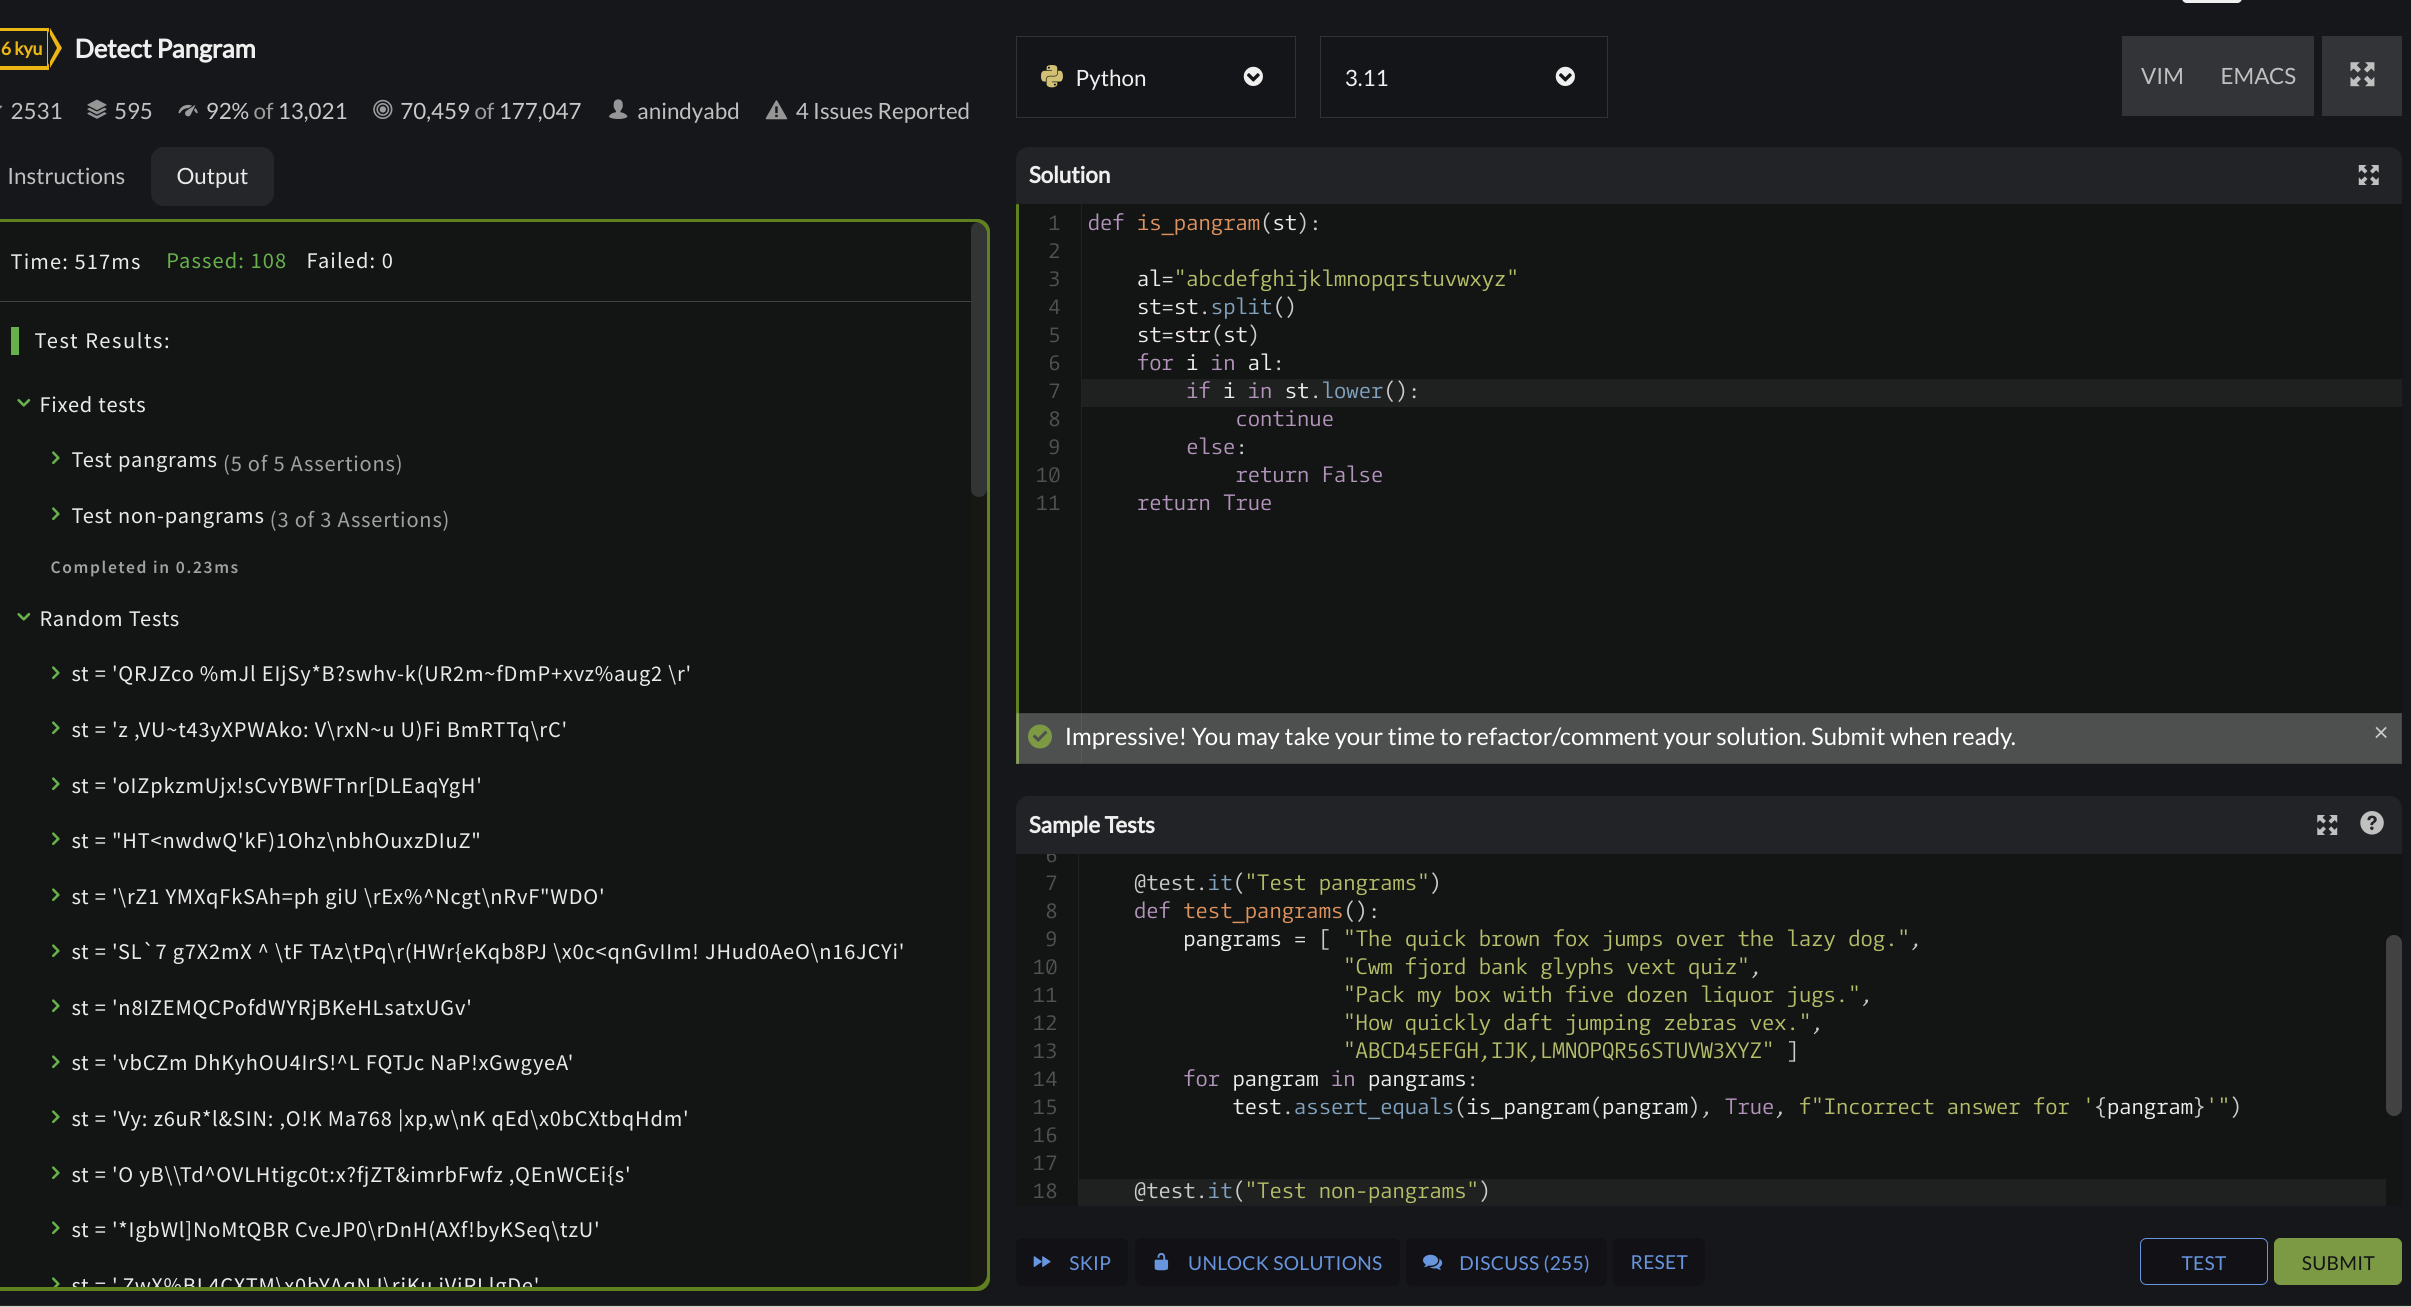 6 kyu Detect Pangram
2531 595 92% of 13,021 70,459 of 177,047 anindyabd 4 Issues Reported
Instructions Output
Time: 517ms Passed: 108 Failed: 0
Test Results:
Fixed tests
Test pangrams (5 of 5 Assertions)
Test non-pangrams (3 of 3 Assertions)
Completed in 0.23ms
Random Tests
st = 'QRJZco %mJl EIjSy*B?swhv-k(UR2m~fDmP+xvz%aug2 \r'
st = 'z ,VU~t43yXPWAko: V\rxN~u U)Fi BmRTTq\rC'
st = 'oIZpkzmUjx!sCvYBWFTnr[DLEaqYgH'
st = "HT<nwdwQ'kF)1Ohz\nbhOuxzDIuZ"
st = '\rZ1 YMXqFkSAh=ph giU \rEx%^Ncgt\nRvF"WDO'
st = 'SL`7 g7X2mX ^ \tF TAz\tPq\r(HWr{eKqb8PJ \x0c<qnGvIIm! JHud0AeO\n16JCYi'
st = 'n8IZEMQCPofdWYRjBKeHLsatxUGv'
st = 'vbCZm DhKyhOU4IrS!^L FQTJc NaP!xGwgyeA'
st = 'Vy: z6uR*l&SIN: ,O!K Ma768 |xp,w\nK qEd\x0bCXtbqHdm'
st = 'O yB\\Td^OVLHtigc0t:x?fjZT&imrbFwfz ,QEnWCEi{s'
st = '*IgbWl]NoMtQBR CveJP0\rDnH(AXf!byKSeq\tzU'
Python 3.11 VIM EMACS
Solution
1 def is_pangram(st):
2
3 al="abcdefghijklmnopqrstuvwxyz"
4 st=st.split()
5 st=str(st)
6 for i in al:
7 if i in st.lower():
8 continue
9 else:
10 return False
11 return True
Impressive! You may take your time to refactor/comment your solution. Submit when ready. ×
Sample Tests ?
6
7 @test.it("Test pangrams")
8 def test_pangrams():
9 pangrams = [ "The quick brown fox jumps over the lazy dog.",
10 "Cwm fjord bank glyphs vext quiz",
11 "Pack my box with five dozen liquor jugs.",
12 "How quickly daft jumping zebras vex.",
13 "ABCD45EFGH,IJK,LMNOPQR56STUVW3XYZ" ]
14 for pangram in pangrams:
15 test.assert_equals(is_pangram(pangram), True, f"Incorrect answer for '{pangram}'")
16
17
18 @test.it("Test non-pangrams")
SKIP UNLOCK SOLUTIONS DISCUSS (255) RESET TEST SUBMIT